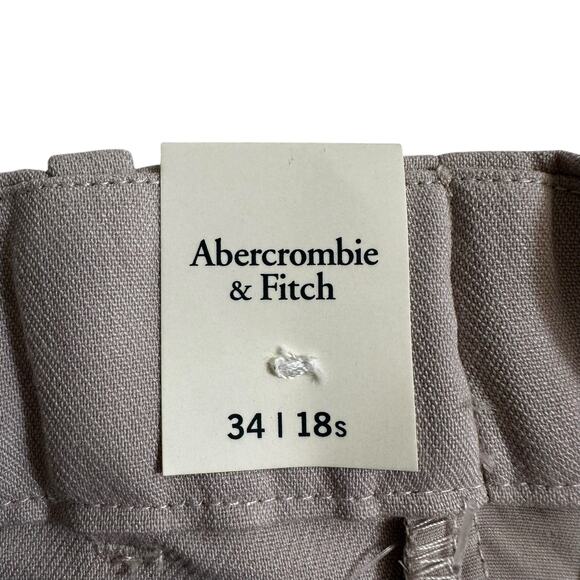 Abercrombie
& Fitch
34 | 18s